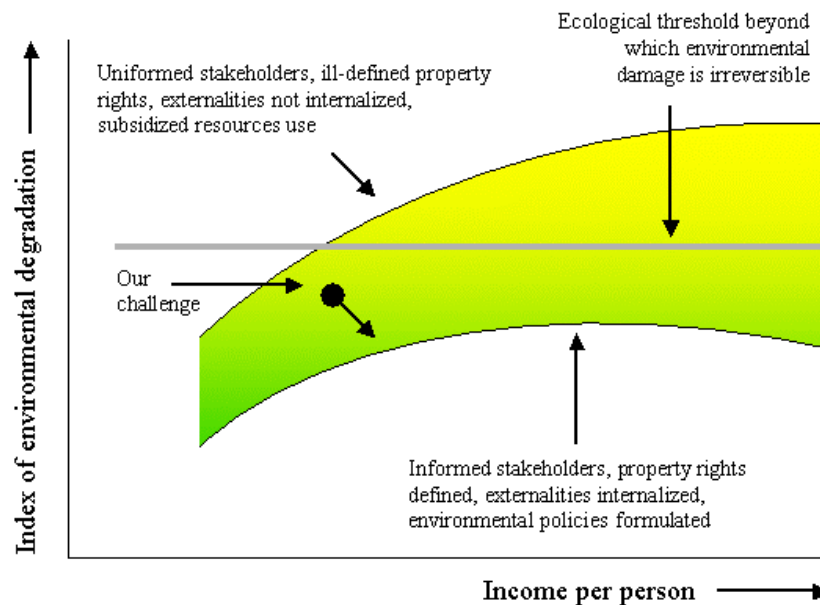 Ecological threshold beyond
which environmental
damage is irreversible
Uniformed stakeholders, ill-defined property
rights, externalities not internalized,
subsidized resources use
Our
challenge
Informed stakeholders, property rights
defined, externalities internalized,
environmental policies formulated
Index of environmental degradation
Income per person